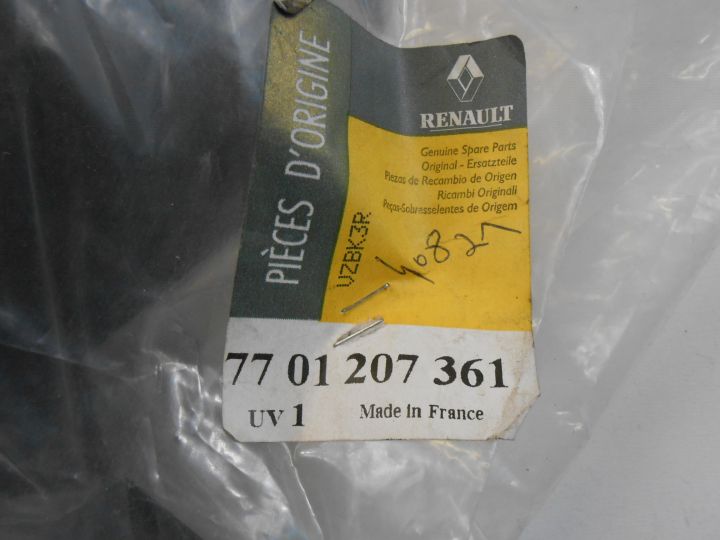 PIÈCES D'ORIGINE
RENAULT
Genuine Spare Parts
Original - Ersatzteile
Piezas de Recambio de Origen
Ricambi Originali
Peças-Sobresselentes de Origem
VZBK3R
40827
77 01 207 361
UV 1 Made in France